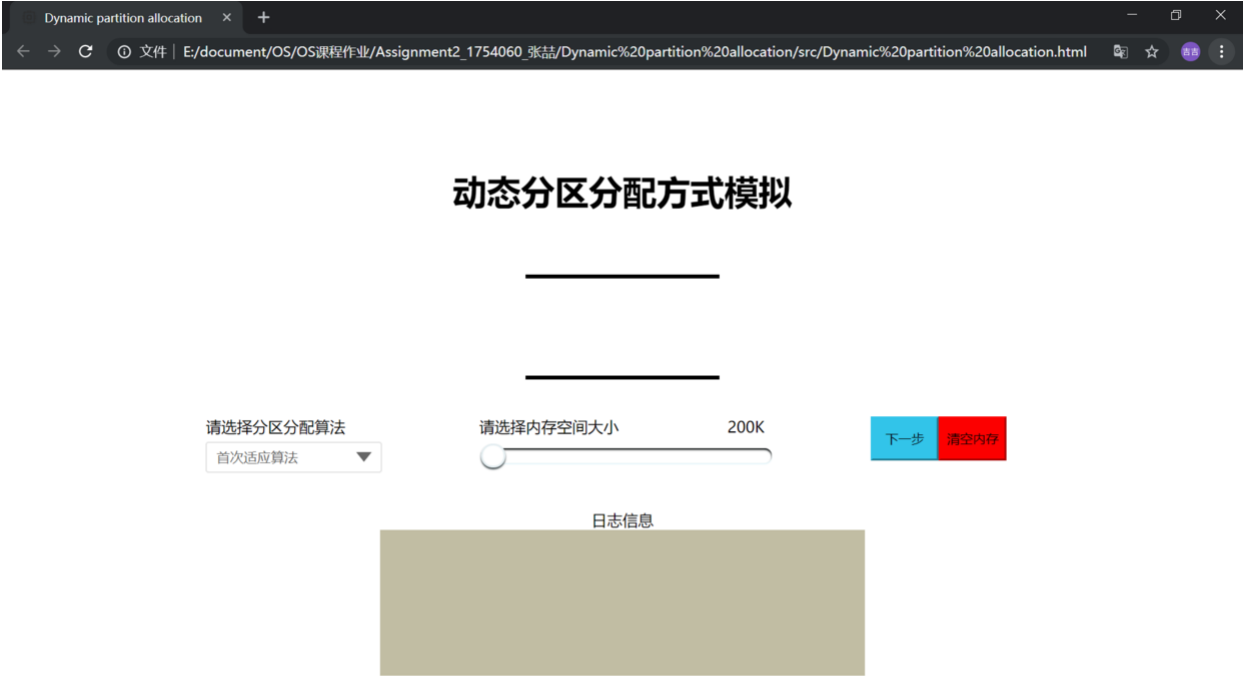 Dynamic partition allocation
文件 | E:/document/OS/OS课程作业/Assignment2_1754060_张喆/Dynamic%20partition%20allocation/src/Dynamic%20partition%20allocation.html
吉吉
动态分区分配方式模拟
请选择分区分配算法
首次适应算法
请选择内存空间大小 200K
下一步 清空内存
日志信息